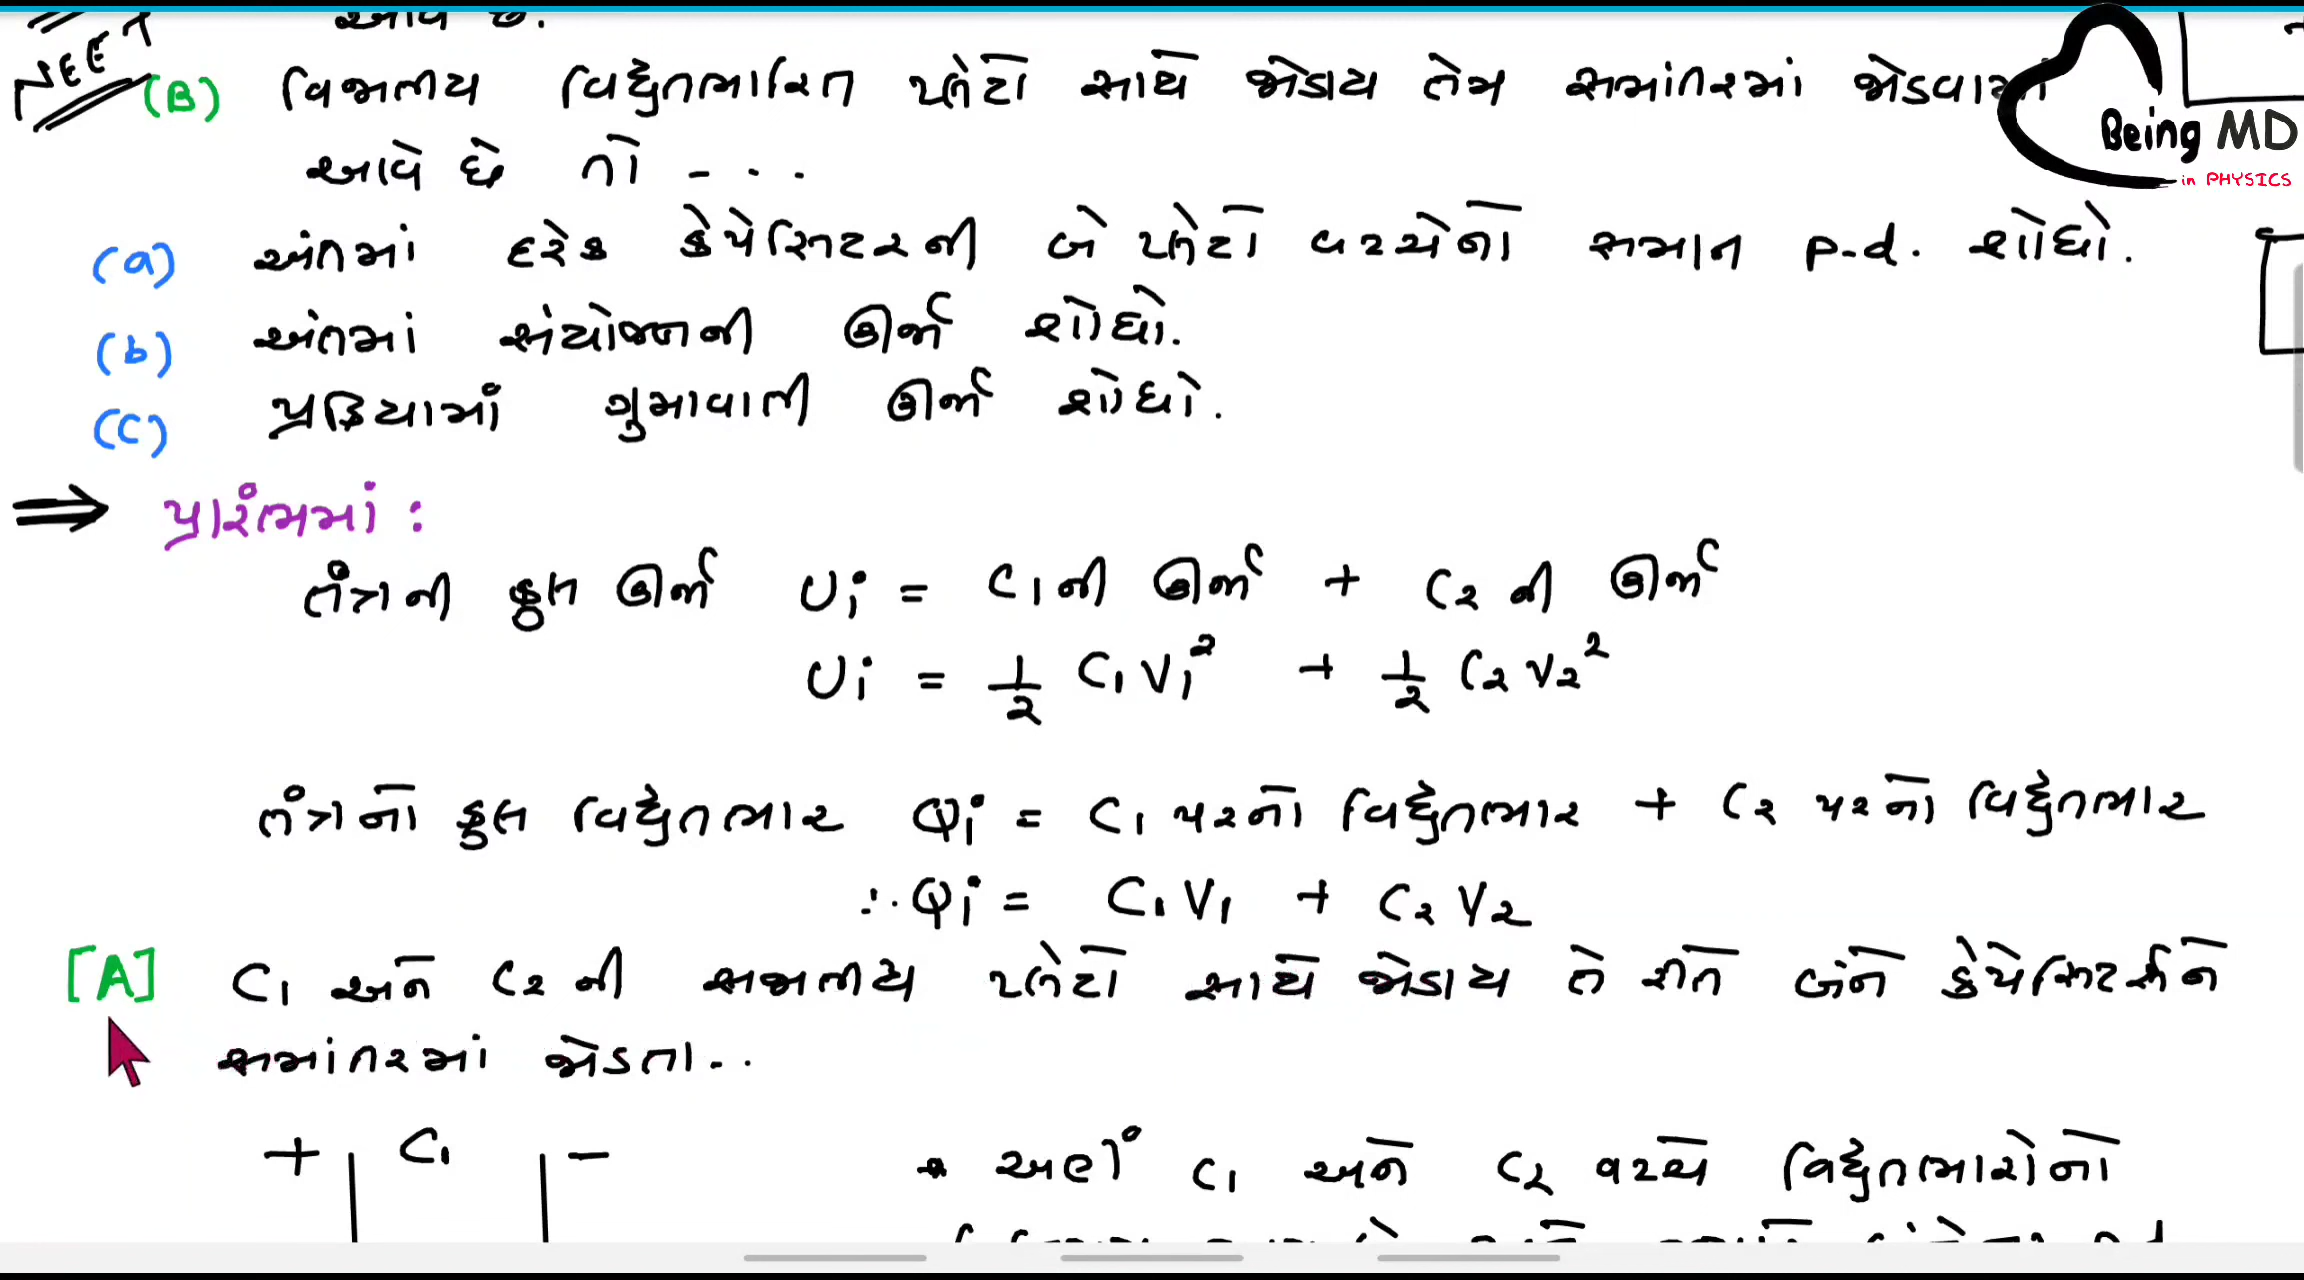 NEET
આવે છે.
(B) વિજાતીય વિદ્યુતભારિત પ્લેટો સાથે જોડાય તેમ સમાંતરમાં જોડવામાં
આવે છે તો - . . .
Being MD
in PHYSICS
(a) અંતમાં દરેક કેપેસિટરની બે પ્લેટો વચ્ચેનો સમાન p.d. શોધો.
(b) અંતમાં સંયોજનની ઊર્જા શોધો.
(C) પ્રક્રિયામાં ગુમાવાતી ઊર્જા શોધો.
⇒ પ્રારંભમાં :
તંત્રની કુલ ઊર્જા Ui = C1ની ઊર્જા + C2 ની ઊર્જા
Ui = 1/2 C1V1² + 1/2 C2V2²
તંત્રનો કુલ વિદ્યુતભાર Qi = C1 પરનો વિદ્યુતભાર + C2 પરનો વિદ્યુતભાર
∴ Qi = C1V1 + C2V2
[A] C1 અને C2 ની સજાતીય પ્લેટો સાથે જોડાય તે રીતે બંને કેપેસિટર્સને
સમાંતરમાં જોડતા. . .
+ C1 -
* અહીં C1 અને C2 વચ્ચે વિદ્યુતભારોનો